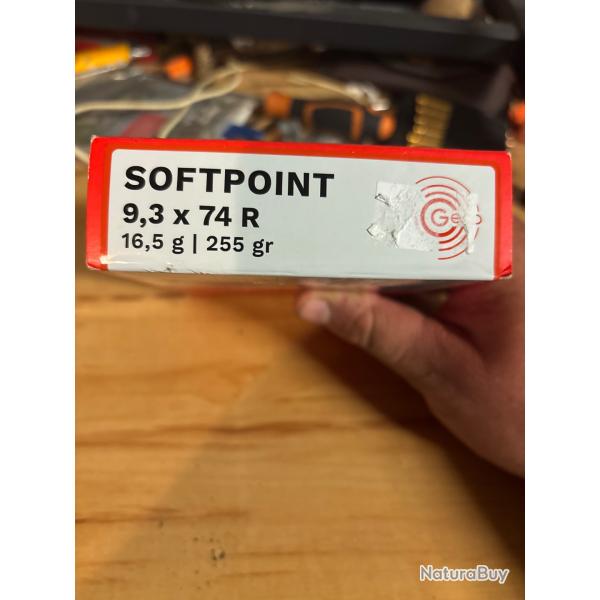 SOFTPOINT
9,3 x 74 R
16,5 g | 255 gr
NaturaBuy